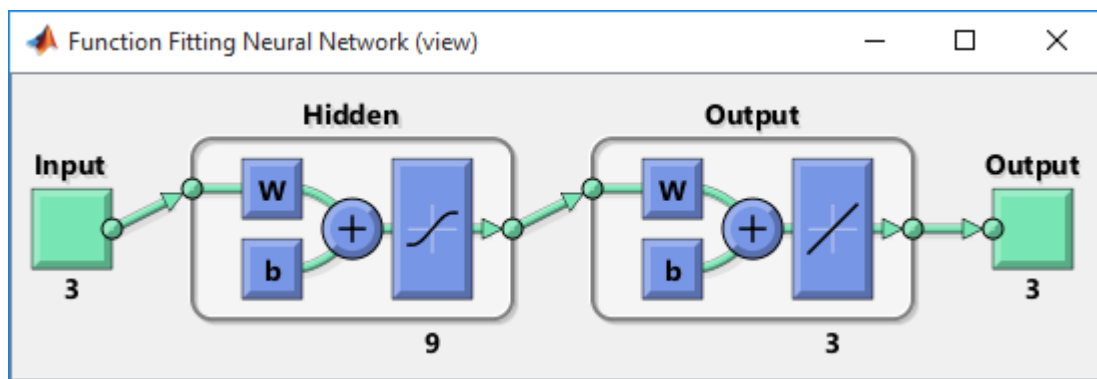 Function Fitting Neural Network (view)
Hidden
Output
Input
Output
W
W
b
b
3
3
9
3